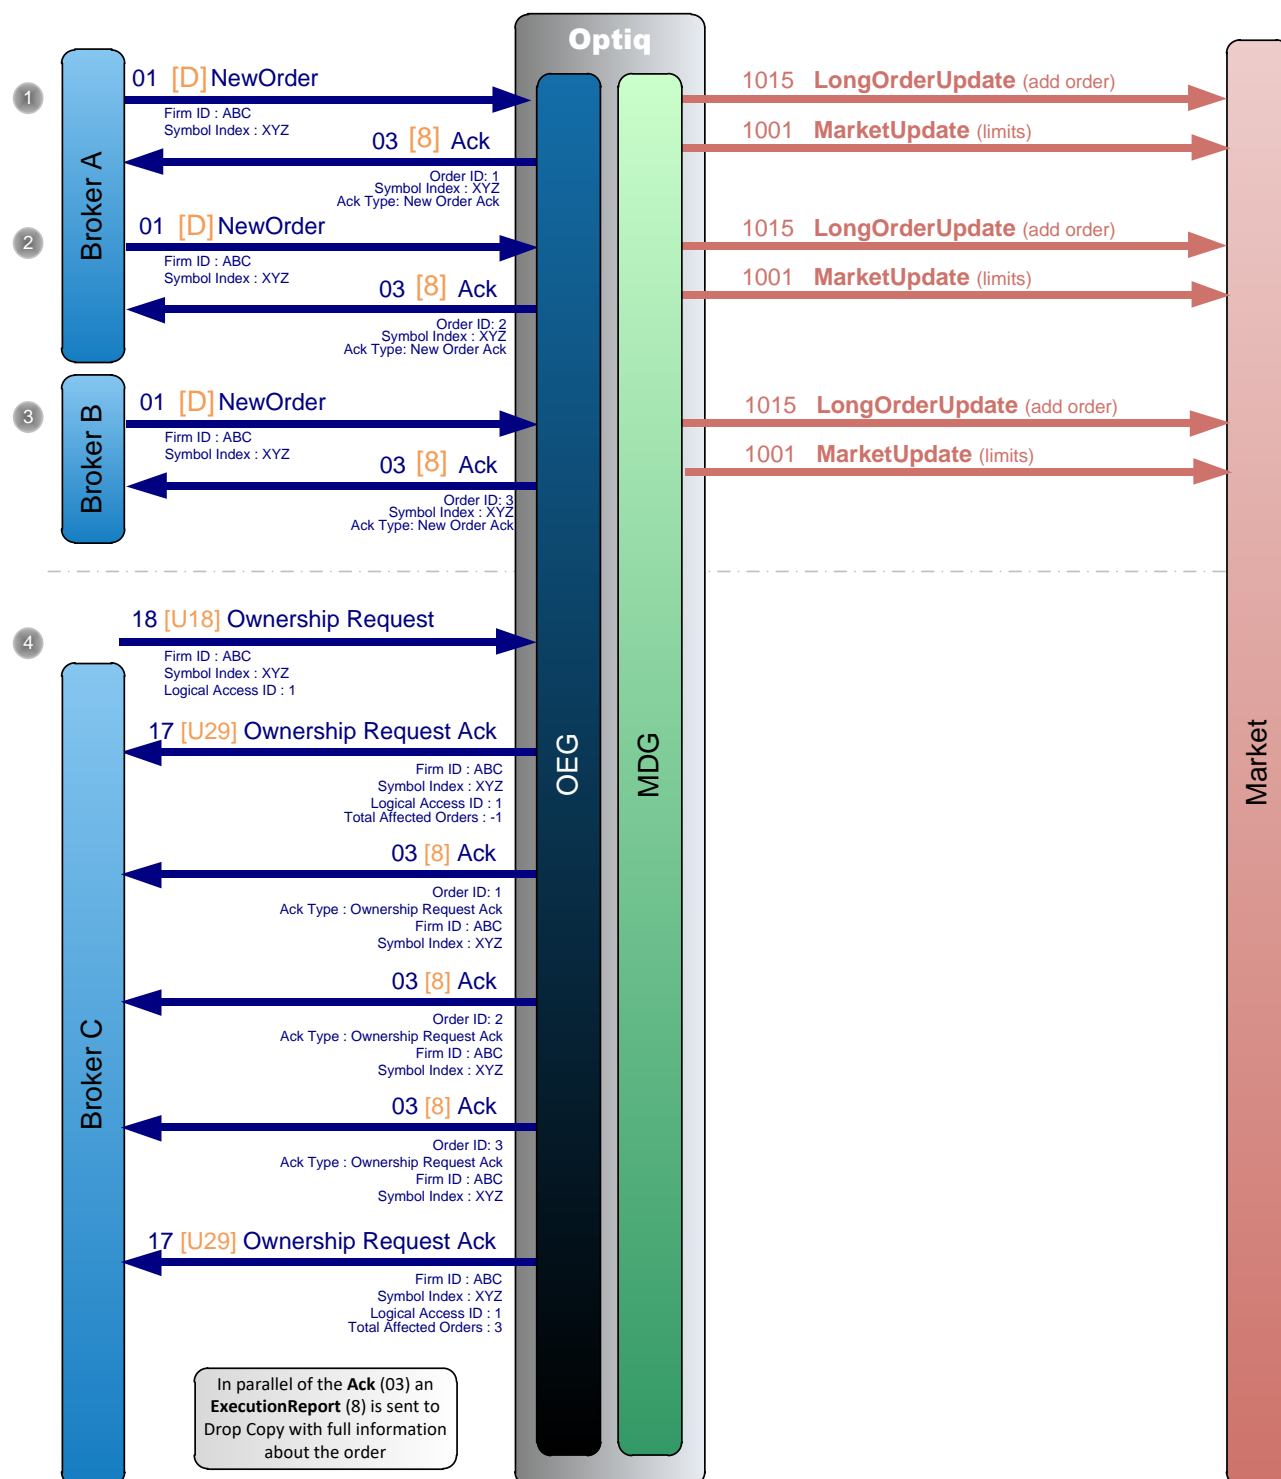 Optiq
1
01 [D] NewOrder
Firm ID : ABC
Symbol Index : XYZ
1015 LongOrderUpdate (add order)
03 [8] Ack
Order ID: 1
Symbol Index : XYZ
Ack Type: New Order Ack
1001 MarketUpdate (limits)
Broker A
2
01 [D] NewOrder
Firm ID : ABC
Symbol Index : XYZ
1015 LongOrderUpdate (add order)
03 [8] Ack
Order ID: 2
Symbol Index : XYZ
Ack Type: New Order Ack
1001 MarketUpdate (limits)
3
01 [D] NewOrder
Firm ID : ABC
Symbol Index : XYZ
1015 LongOrderUpdate (add order)
Broker B
03 [8] Ack
Order ID: 3
Symbol Index : XYZ
Ack Type: New Order Ack
1001 MarketUpdate (limits)
4
18 [U18] Ownership Request
Firm ID : ABC
Symbol Index : XYZ
Logical Access ID : 1
17 [U29] Ownership Request Ack
Firm ID : ABC
Symbol Index : XYZ
Logical Access ID : 1
Total Affected Orders : -1
OEG
MDG
Market
03 [8] Ack
Order ID: 1
Ack Type : Ownership Request Ack
Firm ID : ABC
Symbol Index : XYZ
03 [8] Ack
Order ID: 2
Ack Type : Ownership Request Ack
Firm ID : ABC
Symbol Index : XYZ
Broker C
03 [8] Ack
Order ID: 3
Ack Type : Ownership Request Ack
Firm ID : ABC
Symbol Index : XYZ
17 [U29] Ownership Request Ack
Firm ID : ABC
Symbol Index : XYZ
Logical Access ID : 1
Total Affected Orders : 3
In parallel of the Ack (03) an
ExecutionReport (8) is sent to
Drop Copy with full information
about the order